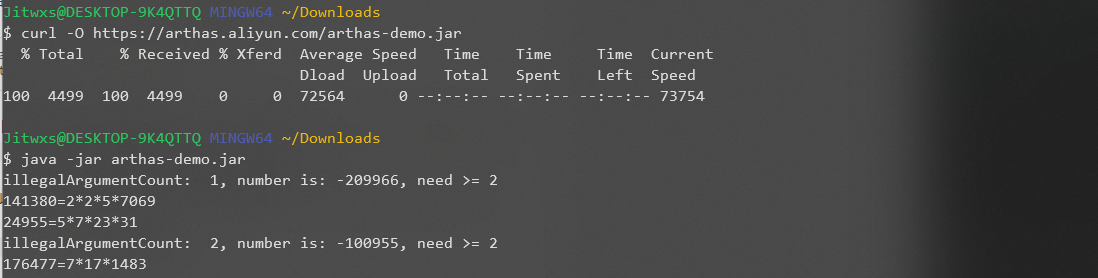 Jitwxs@DESKTOP-9K4QTTQ MINGW64 ~/Downloads
$ curl -O https://arthas.aliyun.com/arthas-demo.jar
  % Total    % Received % Xferd  Average Speed   Time    Time     Time  Current
                                 Dload  Upload   Total   Spent    Left  Speed
100  4499  100  4499    0     0  72564      0 --:--:-- --:--:-- --:--:-- 73754
Jitwxs@DESKTOP-9K4QTTQ MINGW64 ~/Downloads
$ java -jar arthas-demo.jar
illegalArgumentCount:  1, number is: -209966, need >= 2
141380=2*2*5*7069
24955=5*7*23*31
illegalArgumentCount:  2, number is: -100955, need >= 2
176477=7*17*1483